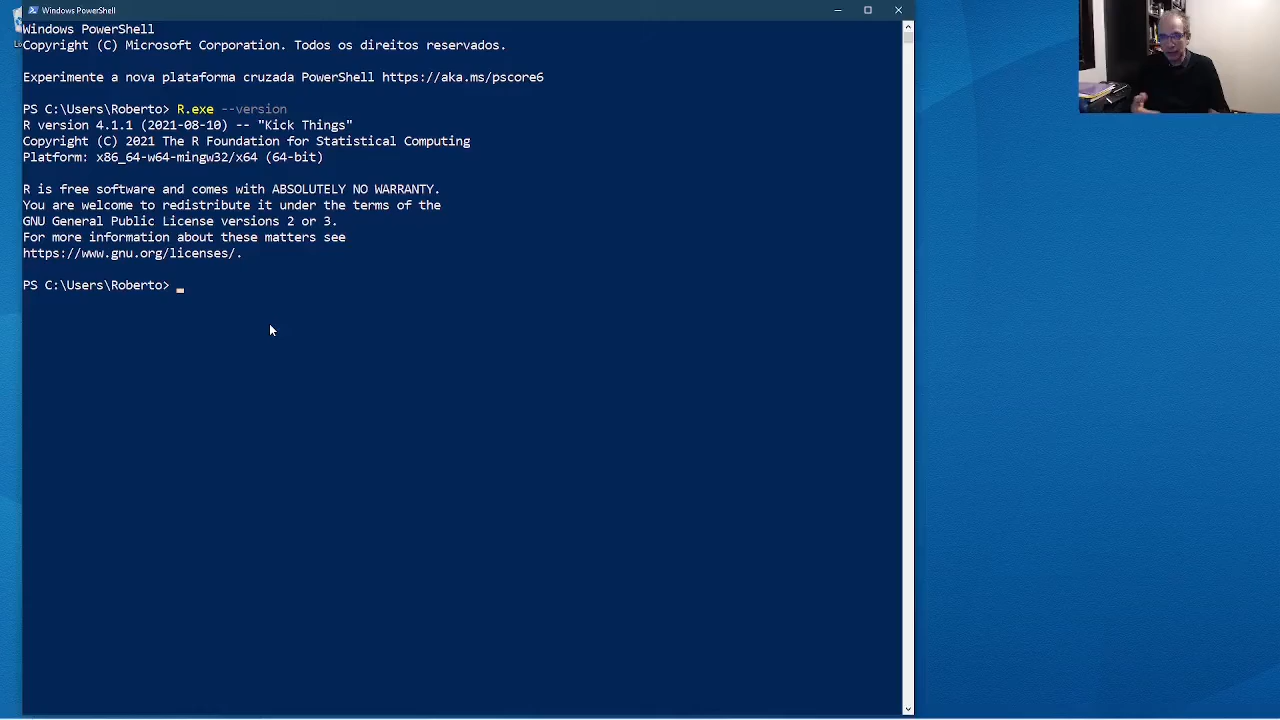 Windows PowerShell
Windows PowerShell
Copyright (C) Microsoft Corporation. Todos os direitos reservados.
Experimente a nova plataforma cruzada PowerShell https://aka.ms/pscore6
PS C:\Users\Roberto> R.exe --version
R version 4.1.1 (2021-08-10) -- "Kick Things"
Copyright (C) 2021 The R Foundation for Statistical Computing
Platform: x86_64-w64-mingw32/x64 (64-bit)
R is free software and comes with ABSOLUTELY NO WARRANTY.
You are welcome to redistribute it under the terms of the
GNU General Public License versions 2 or 3.
For more information about these matters see
https://www.gnu.org/licenses/.
PS C:\Users\Roberto>